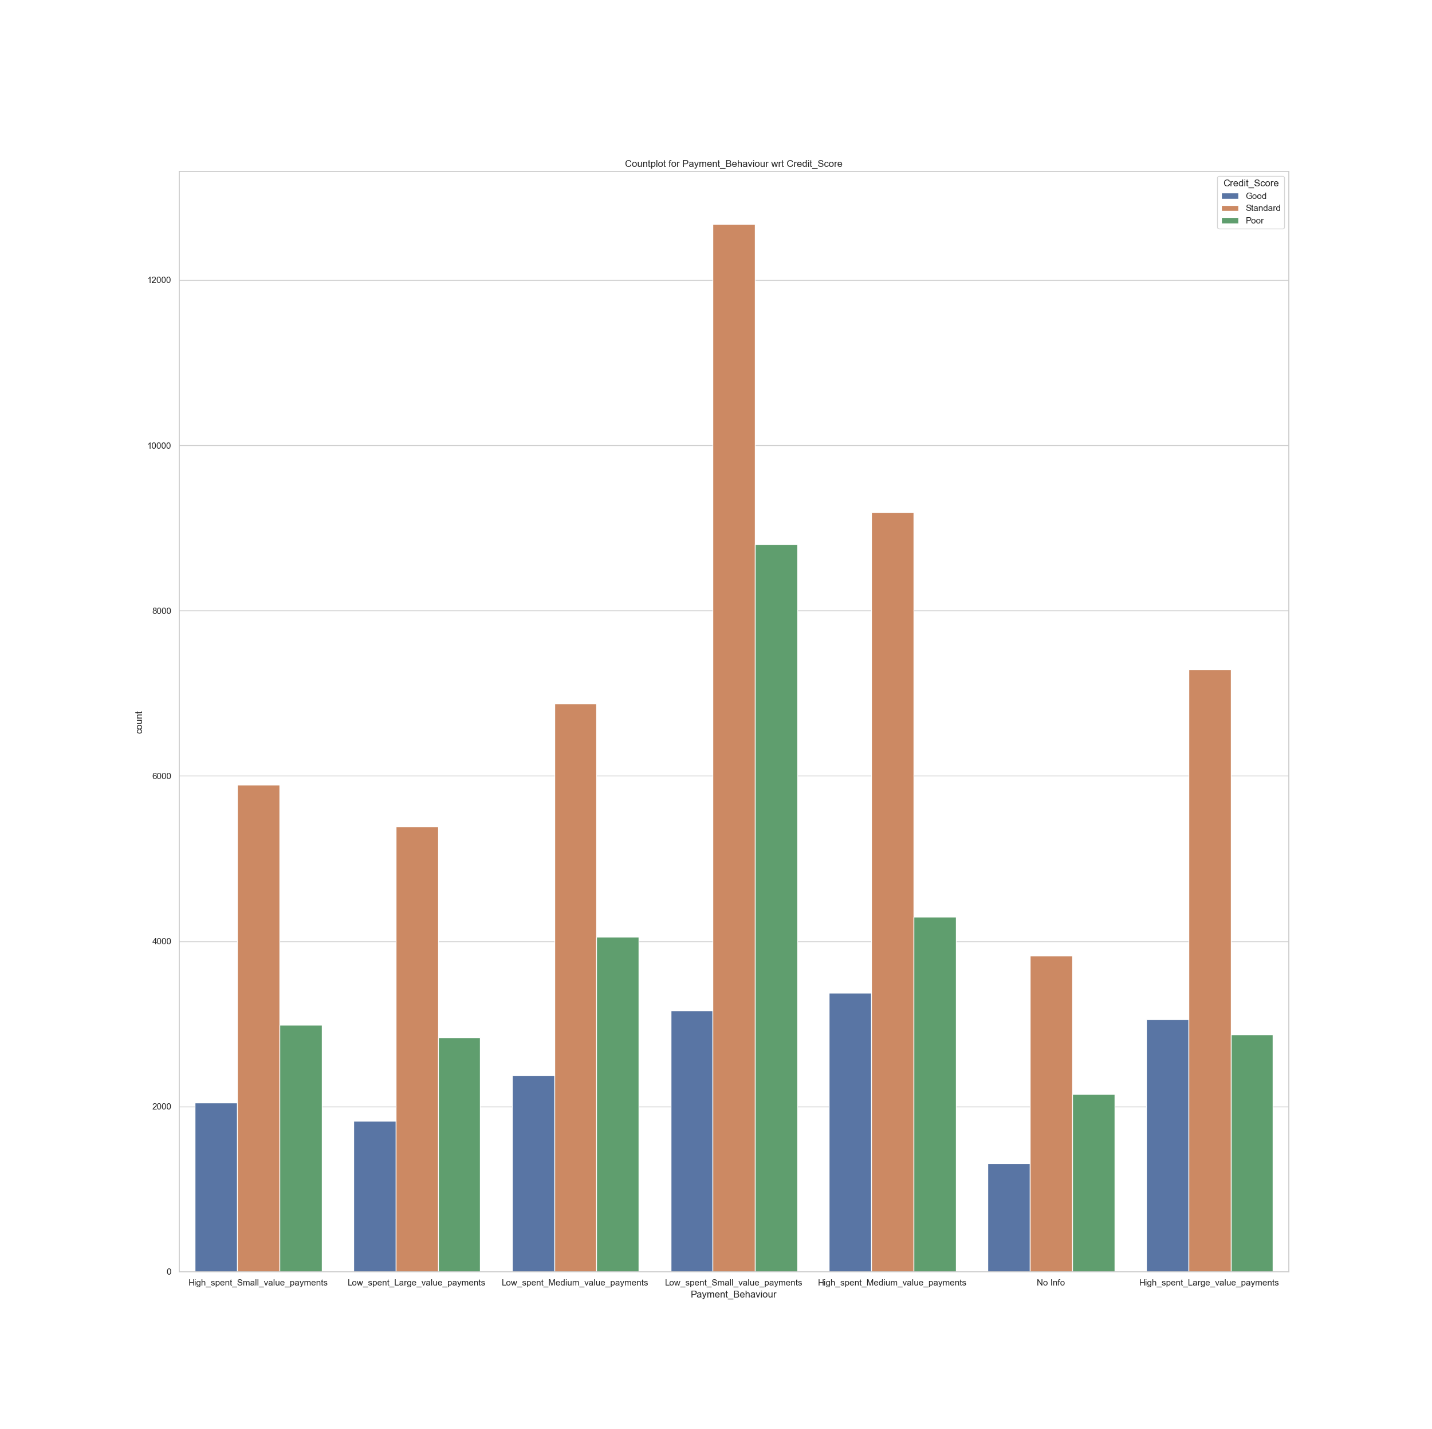 Countplot for Payment_Behaviour wrt Credit_Score
Credit_Score
Good
Standard
Poor
12000
10000
8000
6000
4000
2000
0
count
High_spent_Small_value_payments
Low_spent_Large_value_payments
Low_spent_Medium_value_payments
Low_spent_Small_value_payments
High_spent_Medium_value_payments
No Info
High_spent_Large_value_payments
Payment_Behaviour